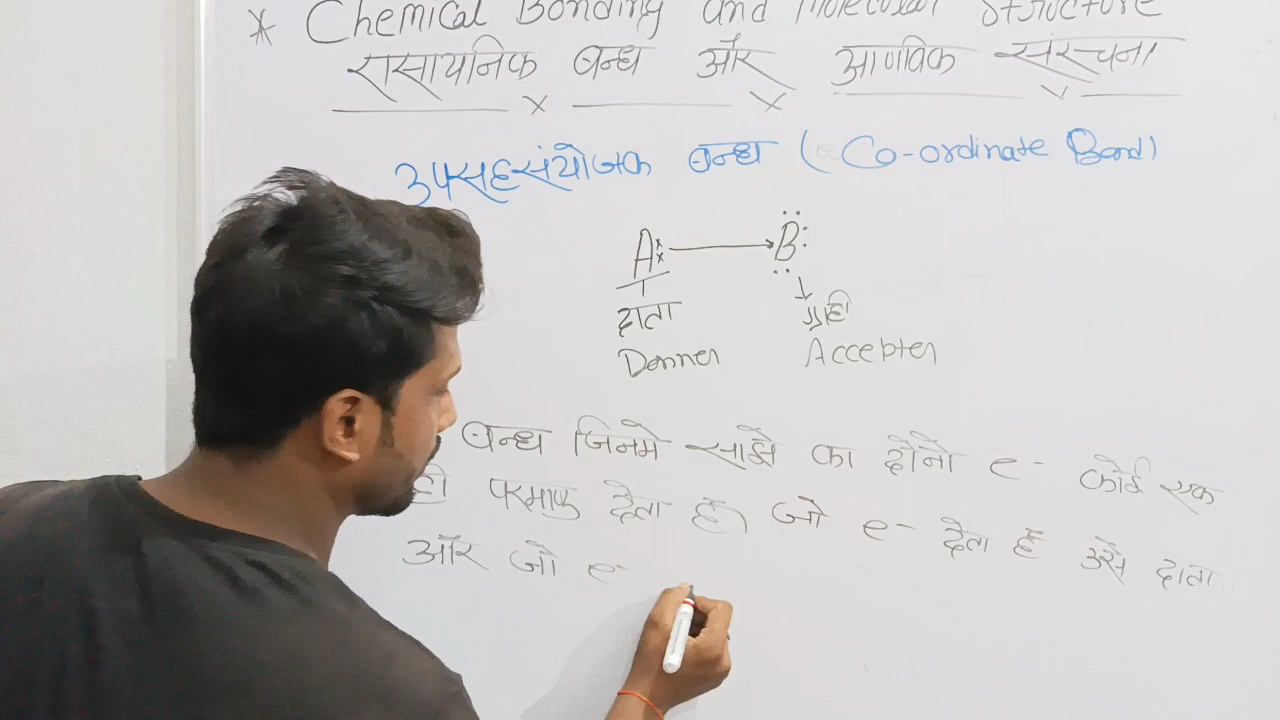 * Chemical Bonding and Molecular Structure
रासायनिक बन्ध और आणविक संरचना
उपसहसंयोजक बन्ध ( Co-ordinate Bond)
A → B
दाता ग्राही
Donner Accepter
बन्ध जिनमे साझे का दोनों e- कोई एक
ही परमाणु देता हैं, जो e- देता हैं उसे दाता
और जो e-